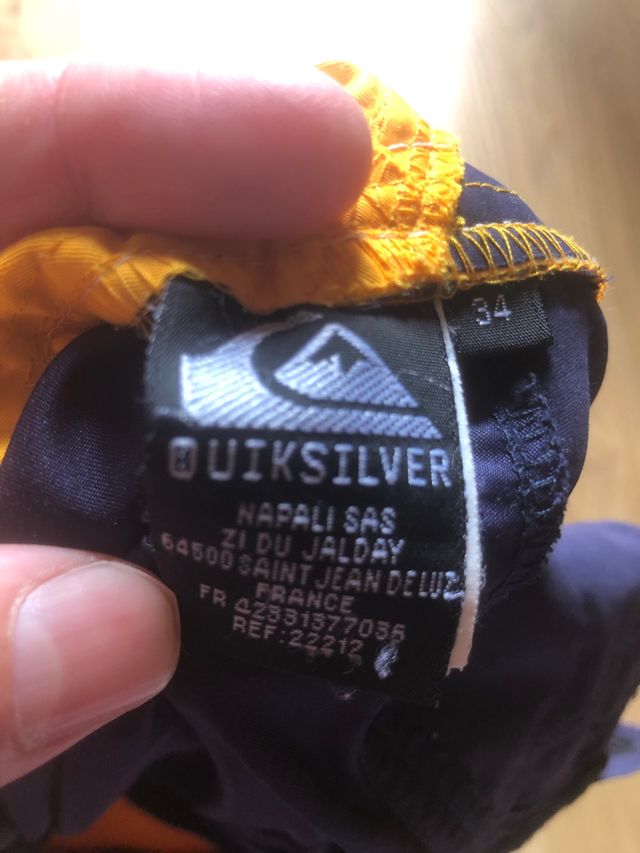 34
QUIKSILVER
NAPALI SAS
ZI DU JALDAY
64500 SAINT JEAN DE LUZ
FRANCE
FR 42331377036
REF:22212